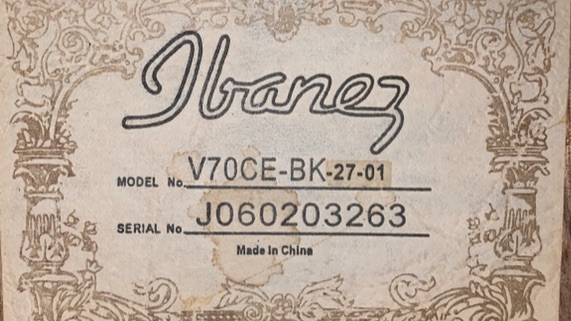 Ibanez
MODEL No. V70CE-BK-27-01
SERIAL No. J060203263
Made In China